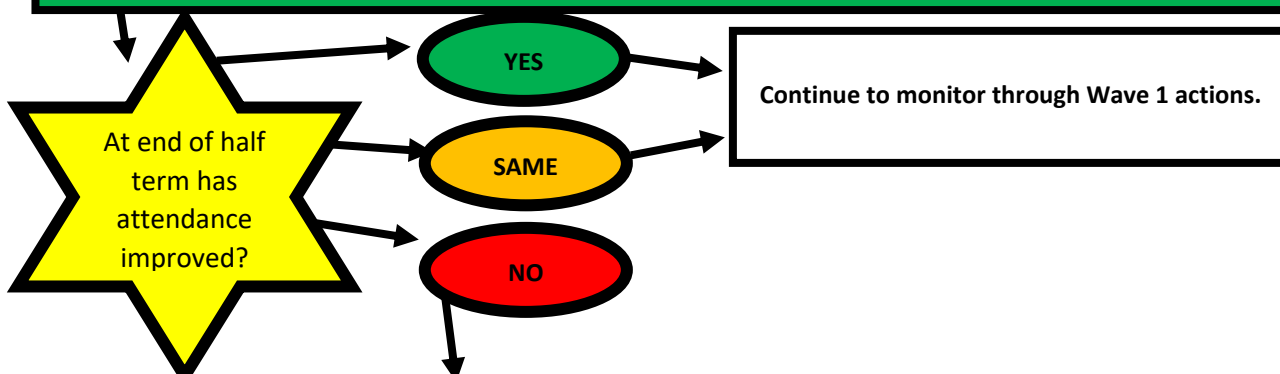 YES
Continue to monitor through Wave 1 actions.
At end of half
term has
attendance
improved?
SAME
NO